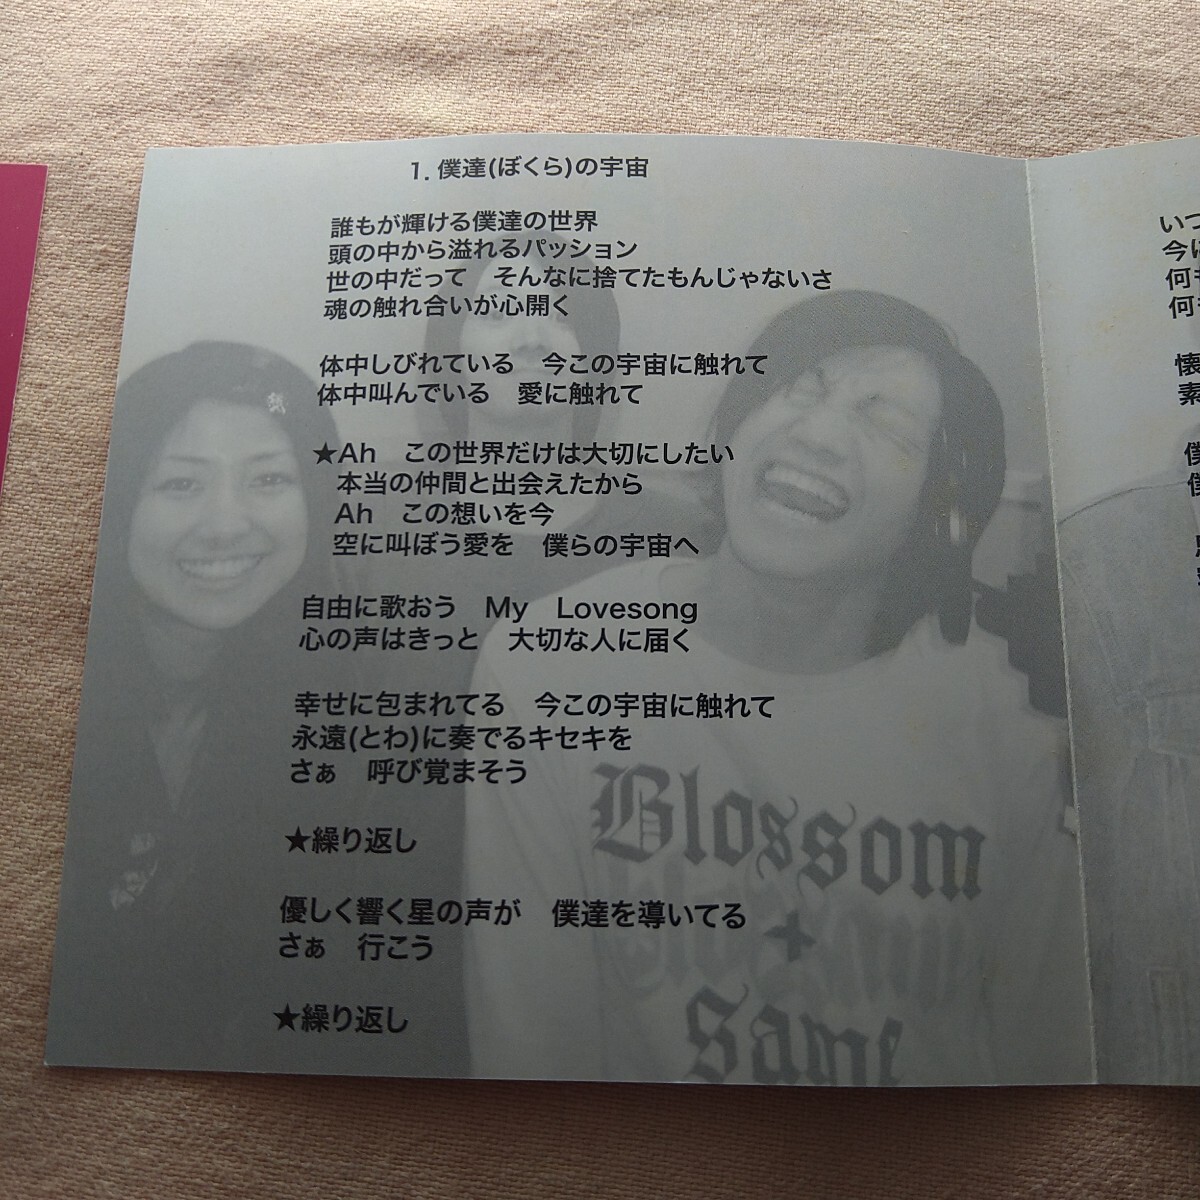 1. 僕達(ぼくら)の宇宙
誰もが輝ける僕達の世界
頭の中から溢れるパッション
世の中だって　そんなに捨てたもんじゃないさ
魂の触れ合いが心開く
体中しびれている　今この宇宙に触れて
体中叫んでいる　愛に触れて
★Ah　この世界だけは大切にしたい
本当の仲間と出会えたから
Ah　この想いを今
空に叫ぼう愛を　僕らの宇宙へ
自由に歌おう　My　Lovesong
心の声はきっと　大切な人に届く
幸せに包まれてる　今この宇宙に触れて
永遠(とわ)に奏でるキセキを
さぁ　呼び覚まそう
★繰り返し
優しく響く星の声が　僕達を導いてる
さぁ　行こう
★繰り返し
Blossom
+
Same
いつ
今に
何も
何も
懐
素
僕
僕